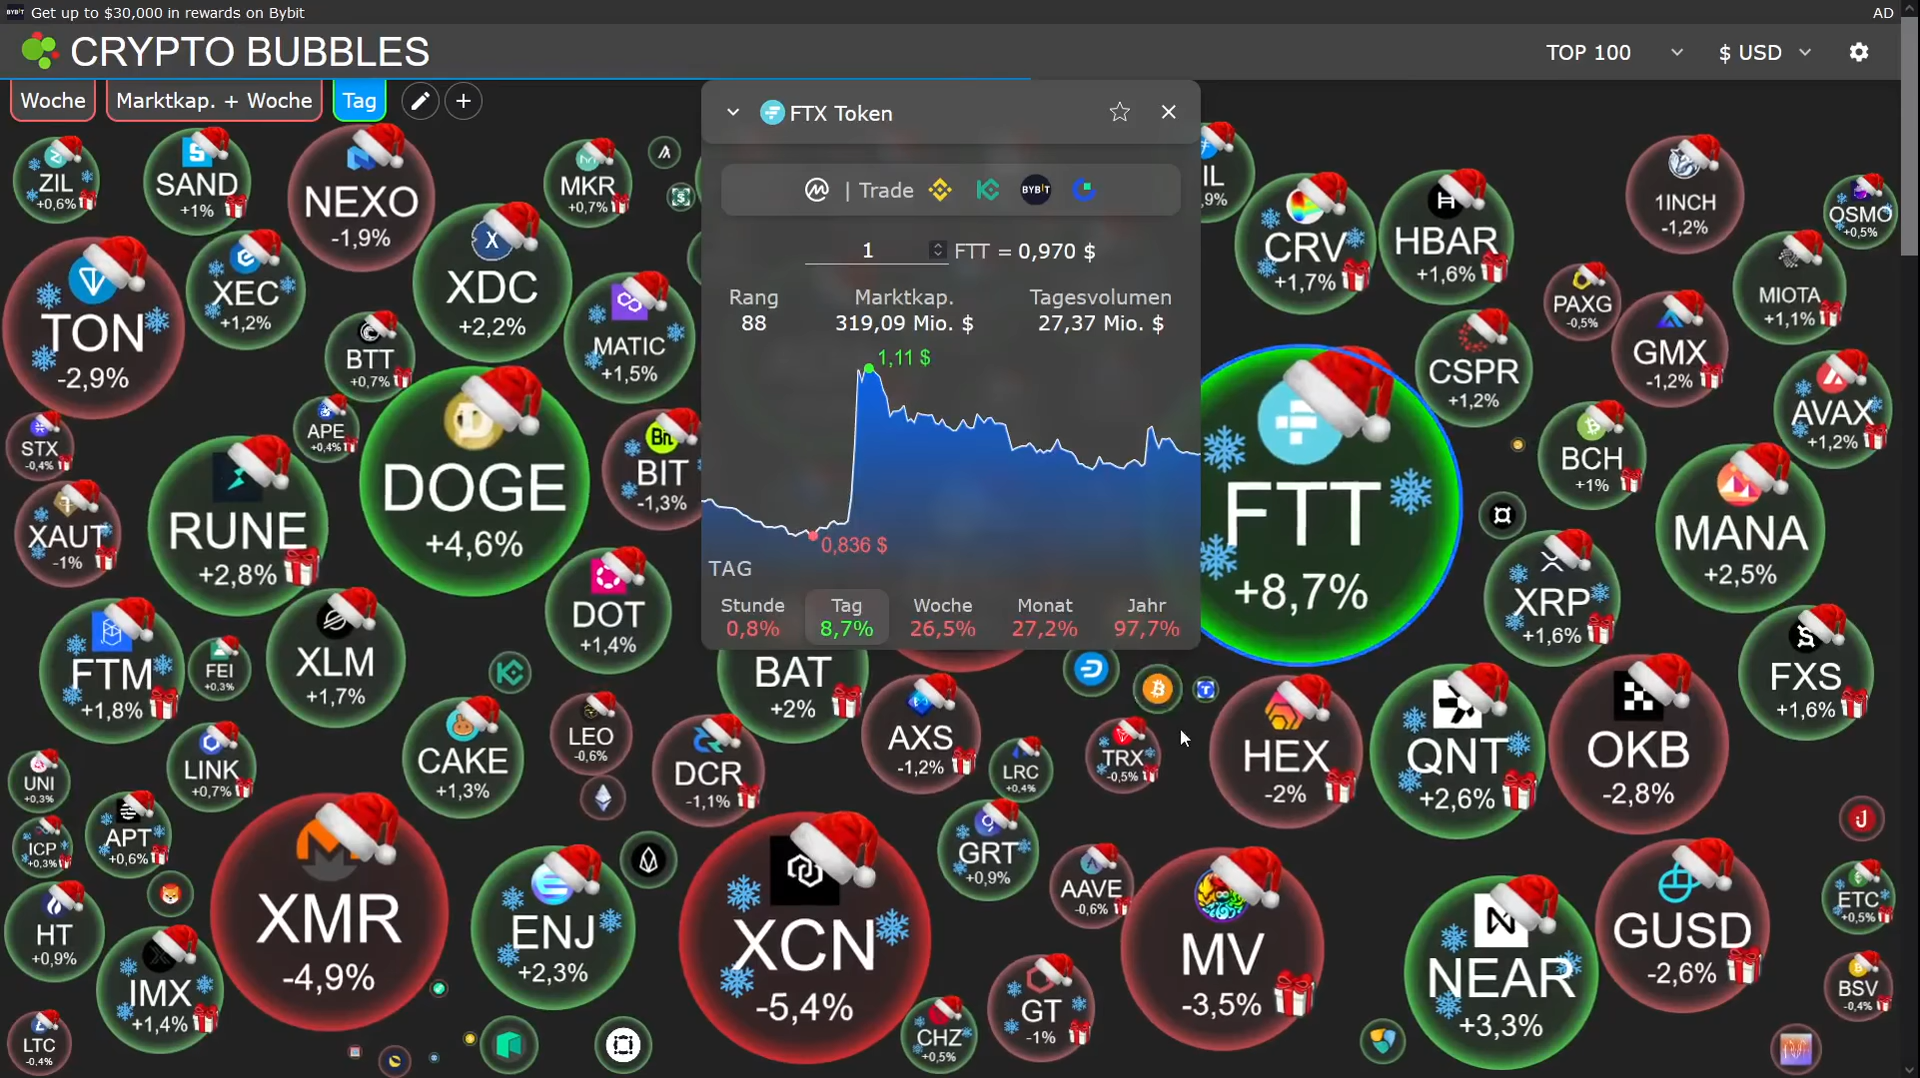 Get up to $30,000 in rewards on Bybit
AD
CRYPTO BUBBLES
TOP 100
$ USD
Woche
Marktkap. + Woche
Tag
FTX Token
| Trade
BYBIT
1
FTT = 0,970 $
Rang
Marktkap.
Tagesvolumen
88
319,09 Mio. $
27,37 Mio. $
1,11 $
0,836 $
TAG
Stunde
Tag
Woche
Monat
Jahr
0,8%
8,7%
26,5%
27,2%
97,7%
ZIL
+0,6%
SAND
+1%
NEXO
-1,9%
MKR
+0,7%
TON
-2,9%
XEC
+1,2%
XDC
+2,2%
BTT
+0,7%
MATIC
+1,5%
STX
-0,4%
APE
+0,4%
DOGE
+4,6%
BIT
-1,3%
XAUT
-1%
RUNE
+2,8%
DOT
+1,4%
FTM
+1,8%
FEI
+0,3%
XLM
+1,7%
BAT
+2%
UNI
+0,3%
LINK
+0,7%
CAKE
+1,3%
LEO
-0,6%
DCR
-1,1%
AXS
-1,2%
LRC
+0,4%
TRX
-0,5%
ICP
+0,3%
APT
+0,6%
XMR
-4,9%
ENJ
+2,3%
XCN
-5,4%
GRT
+0,9%
AAVE
-0,6%
MV
-3,5%
HT
+0,9%
IMX
+1,4%
LTC
-0,4%
CHZ
+0,5%
GT
-1%
IL
,9%
CRV
+1,7%
HBAR
+1,6%
1INCH
-1,2%
OSMO
+0,5%
PAXG
-0,5%
MIOTA
+1,1%
CSPR
+1,2%
GMX
-1,2%
AVAX
+1,2%
FTT
+8,7%
BCH
+1%
MANA
+2,5%
XRP
+1,6%
FXS
+1,6%
HEX
-2%
QNT
+2,6%
OKB
-2,8%
NEAR
+3,3%
GUSD
-2,6%
ETC
+0,5%
BSV
-0,4%